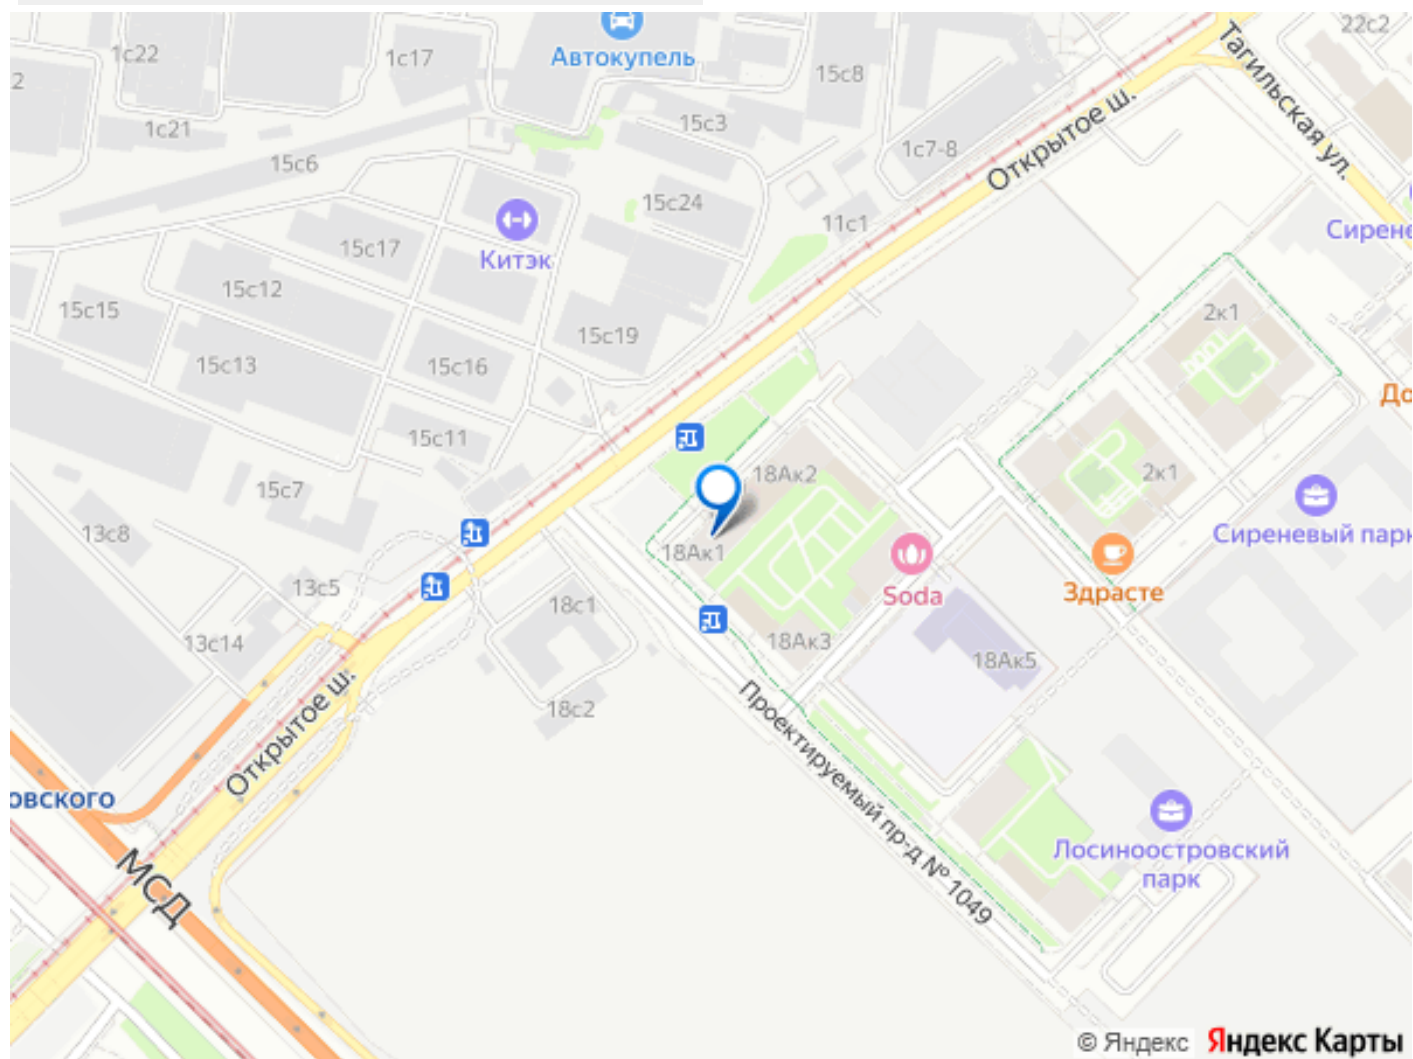 22с2
1с22
1с17
Автокупель
15с8
2
Тагильская ул.
1с21
15с3
Открытое ш.
1с7-8
15с6
15с24
11с1
Китэк
15с17
Сирене
15с12
15с15
2к1
15с19
15с13
15с16
До
15с11
18Ак2
2к1
15с7
Сиреневый парк
13с8
18Ак1
13с5
Soda
Здрасте
18с1
13с14
18Ак3
18Ак5
18с2
Открытое ш.
Проектируемый пр-д № 1049
овского
Лосиноостровский
парк
МСД
© Яндекс Яндекс Карты